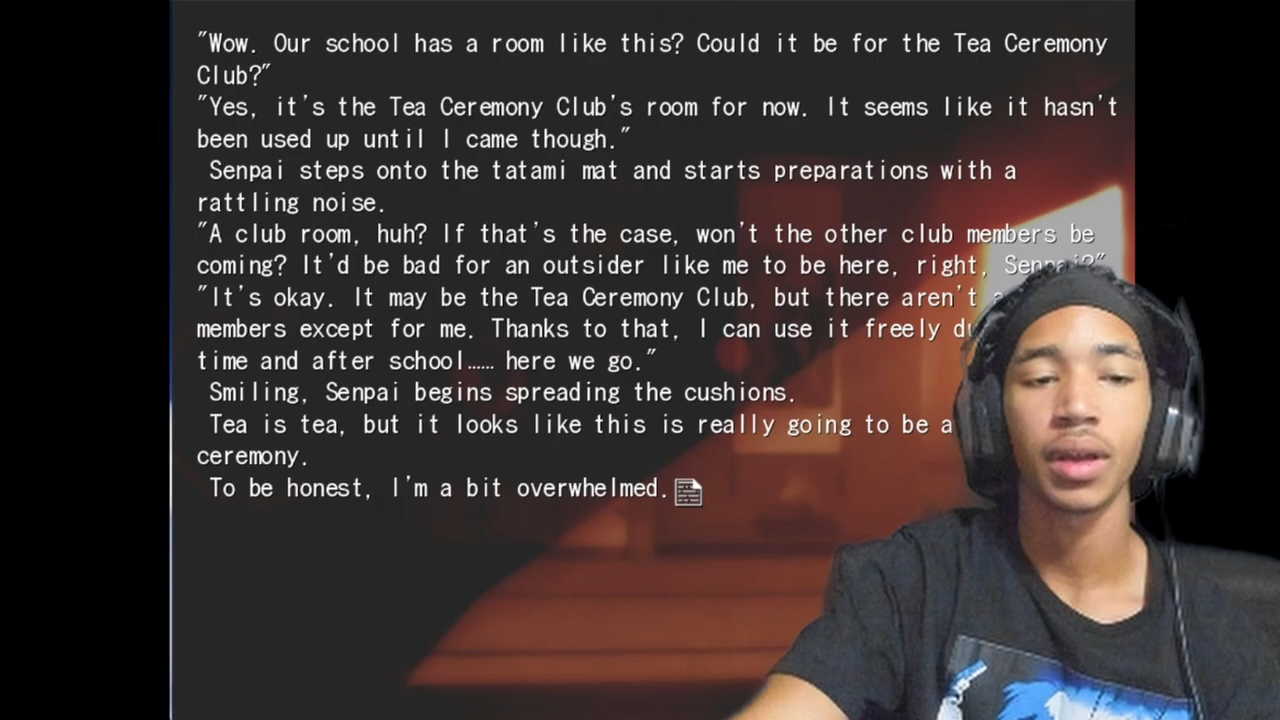 "Wow. Our school has a room like this? Could it be for the Tea Ceremony
Club?"
"Yes, it's the Tea Ceremony Club's room for now. It seems like it hasn't
been used up until I came though."
Senpai steps onto the tatami mat and starts preparations with a
rattling noise.
"A club room, huh? If that's the case, won't the other club members be
coming? It'd be bad for an outsider like me to be here, right, Senpai?"
"It's okay. It may be the Tea Ceremony Club, but there aren't
members except for me. Thanks to that, I can use it freely
time and after school…… here we go."
Smiling, Senpai begins spreading the cushions.
Tea is tea, but it looks like this is really going to be a
ceremony.
To be honest, I'm a bit overwhelmed.